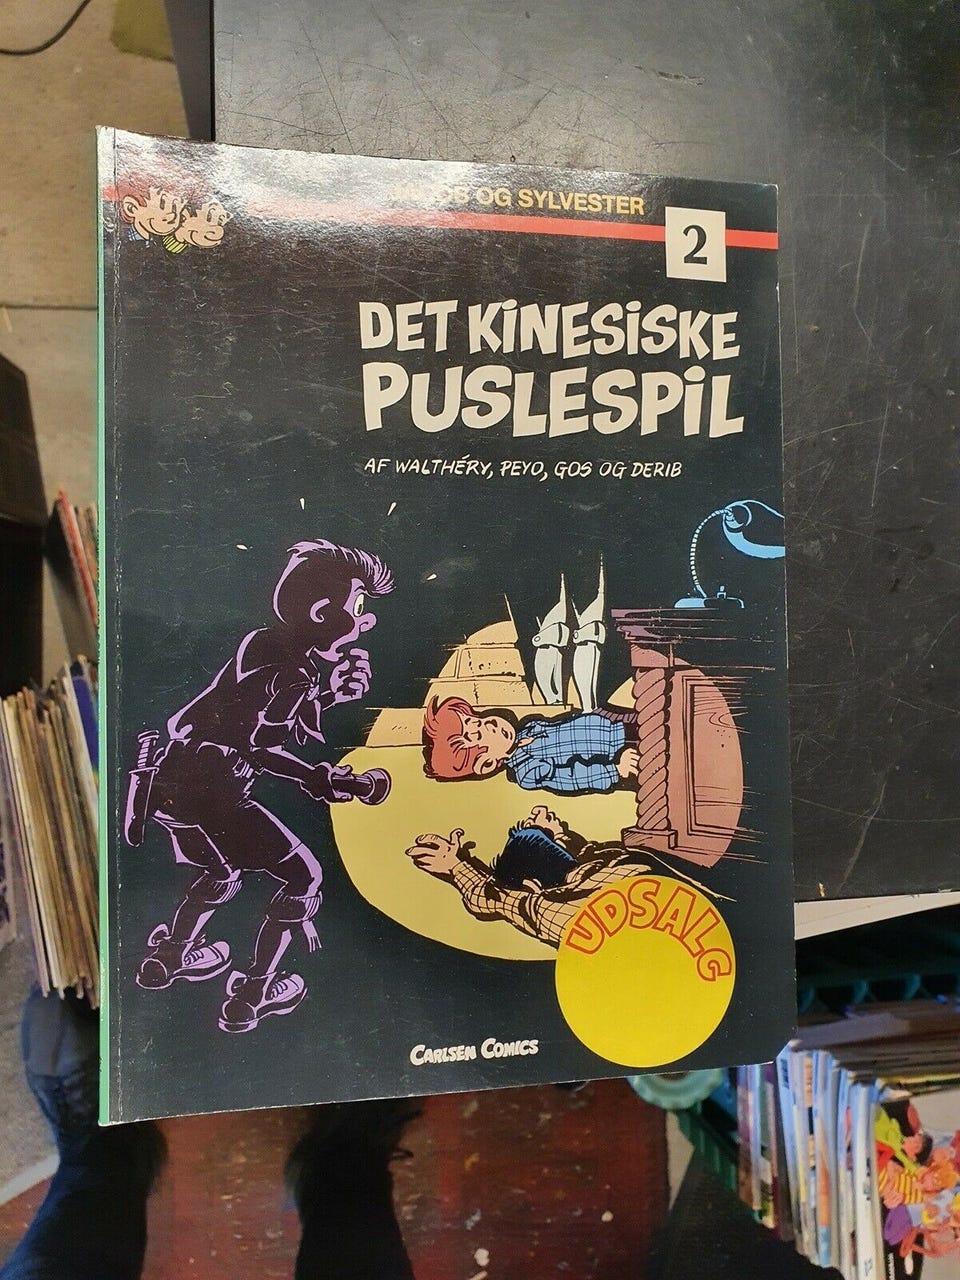 OG SYLVESTER
2
DET KINESISKE
PUSLESPIL
AF WALTHÉRY, PEYO, GOS OG DERIB
UDSALG
CARLSEN COMICS